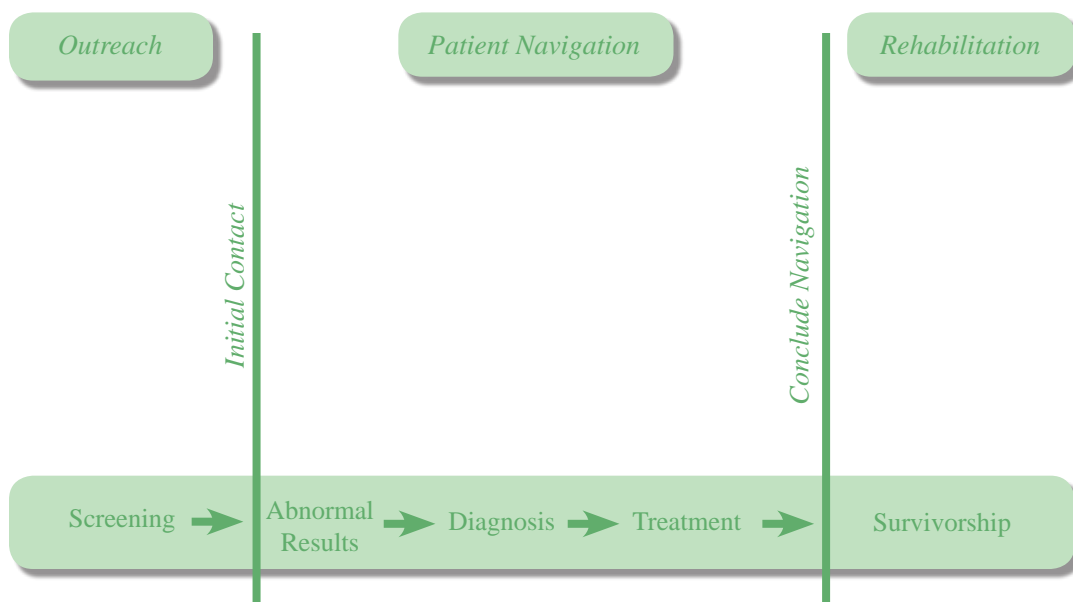 Outreach
Patient Navigation
Rehabilitation
Initial Contact
Conclude Navigation
Screening
Abnormal
Results
Diagnosis
Treatment
Survivorship